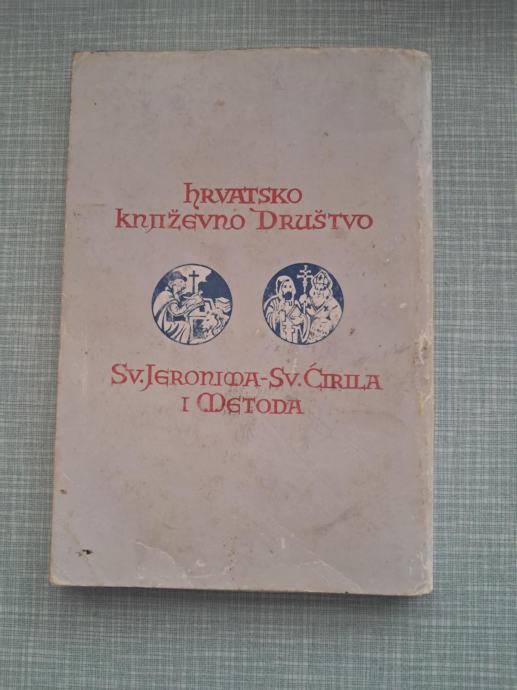 hrvatsko
književno Društvo
Sv. Jeronima - Sv. Ćirila
i Metoda